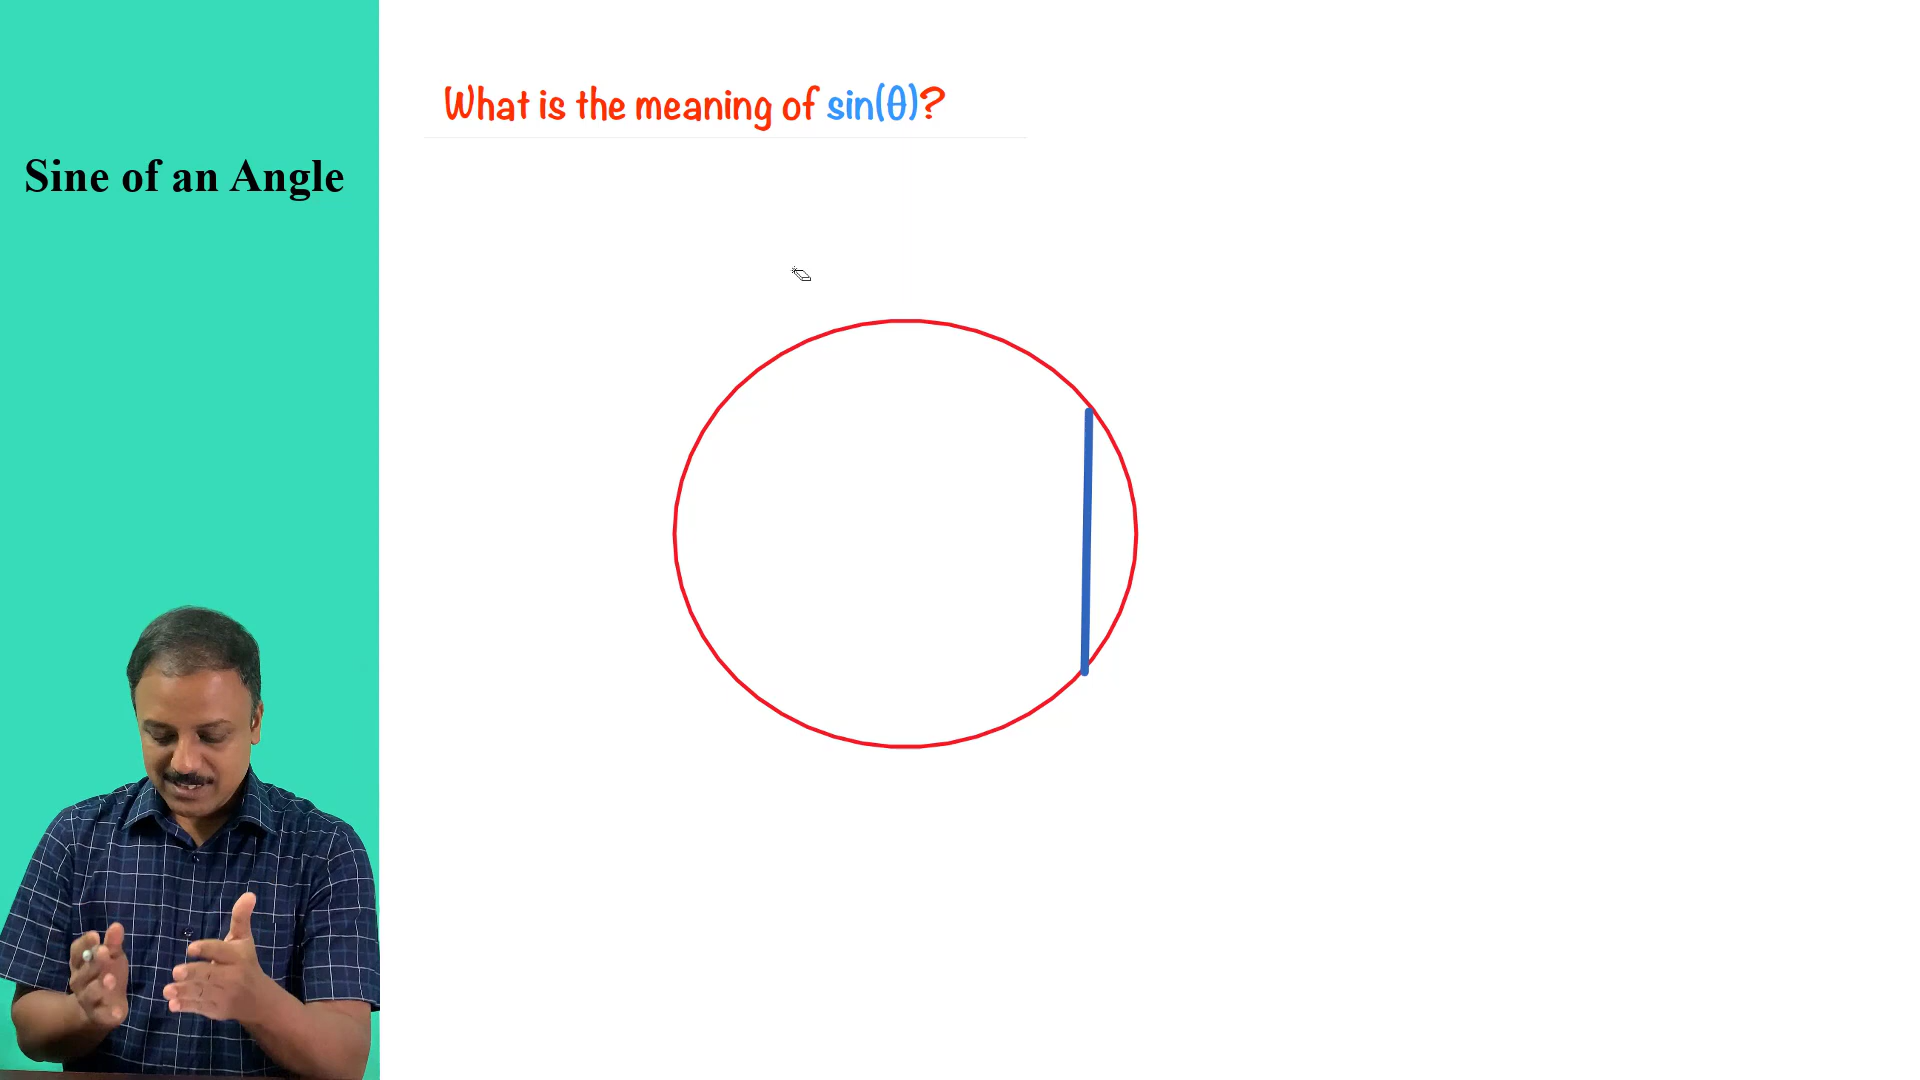 What is the meaning of sin(θ)?
Sine of an Angle